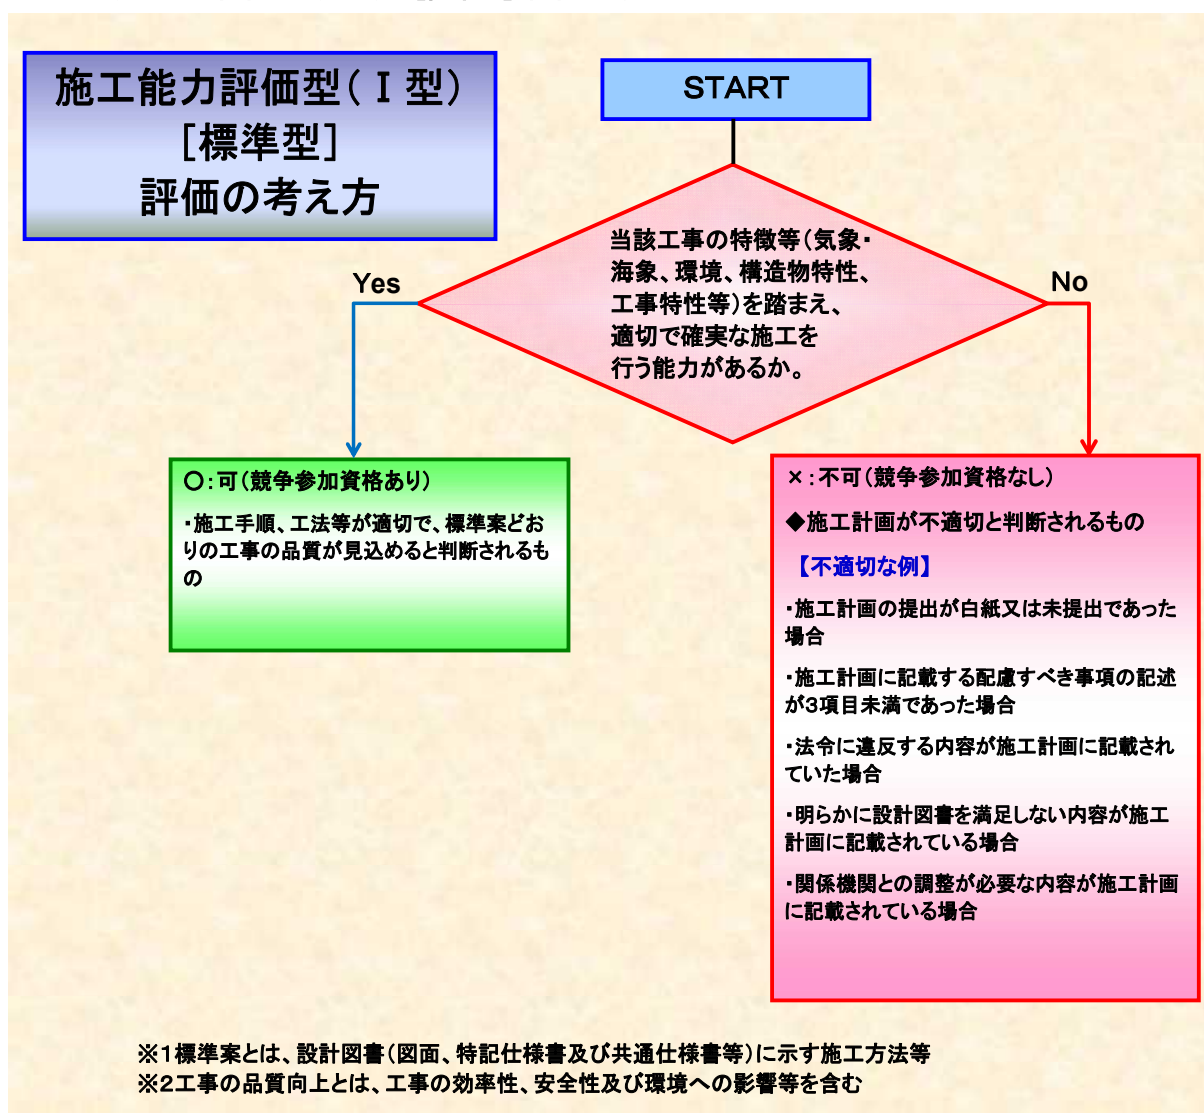 施工能力評価型(Ⅰ型)
[標準型]
評価の考え方
START
当該工事の特徴等(気象・
海象、環境、構造物特性、
工事特性等)を踏まえ、
適切で確実な施工を
行う能力があるか。
Yes
No
○:可(競争参加資格あり)
・施工手順、工法等が適切で、標準案どお
りの工事の品質が見込めると判断されるも
の
×:不可(競争参加資格なし)
◆施工計画が不適切と判断されるもの
【不適切な例】
・施工計画の提出が白紙又は未提出であった
場合
・施工計画に記載する配慮すべき事項の記述
が3項目未満であった場合
・法令に違反する内容が施工計画に記載され
ていた場合
・明らかに設計図書を満足しない内容が施工
計画に記載されている場合
・関係機関との調整が必要な内容が施工計画
に記載されている場合
※1標準案とは、設計図書(図面、特記仕様書及び共通仕様書等)に示す施工方法等
※2工事の品質向上とは、工事の効率性、安全性及び環境への影響等を含む